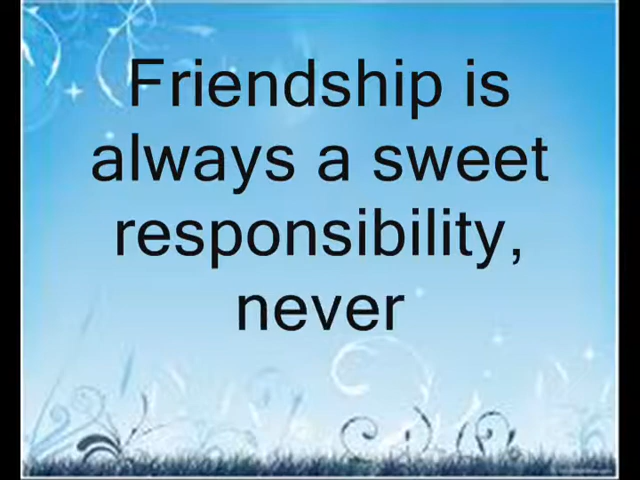 Friendship is
always a sweet
responsibility,
never